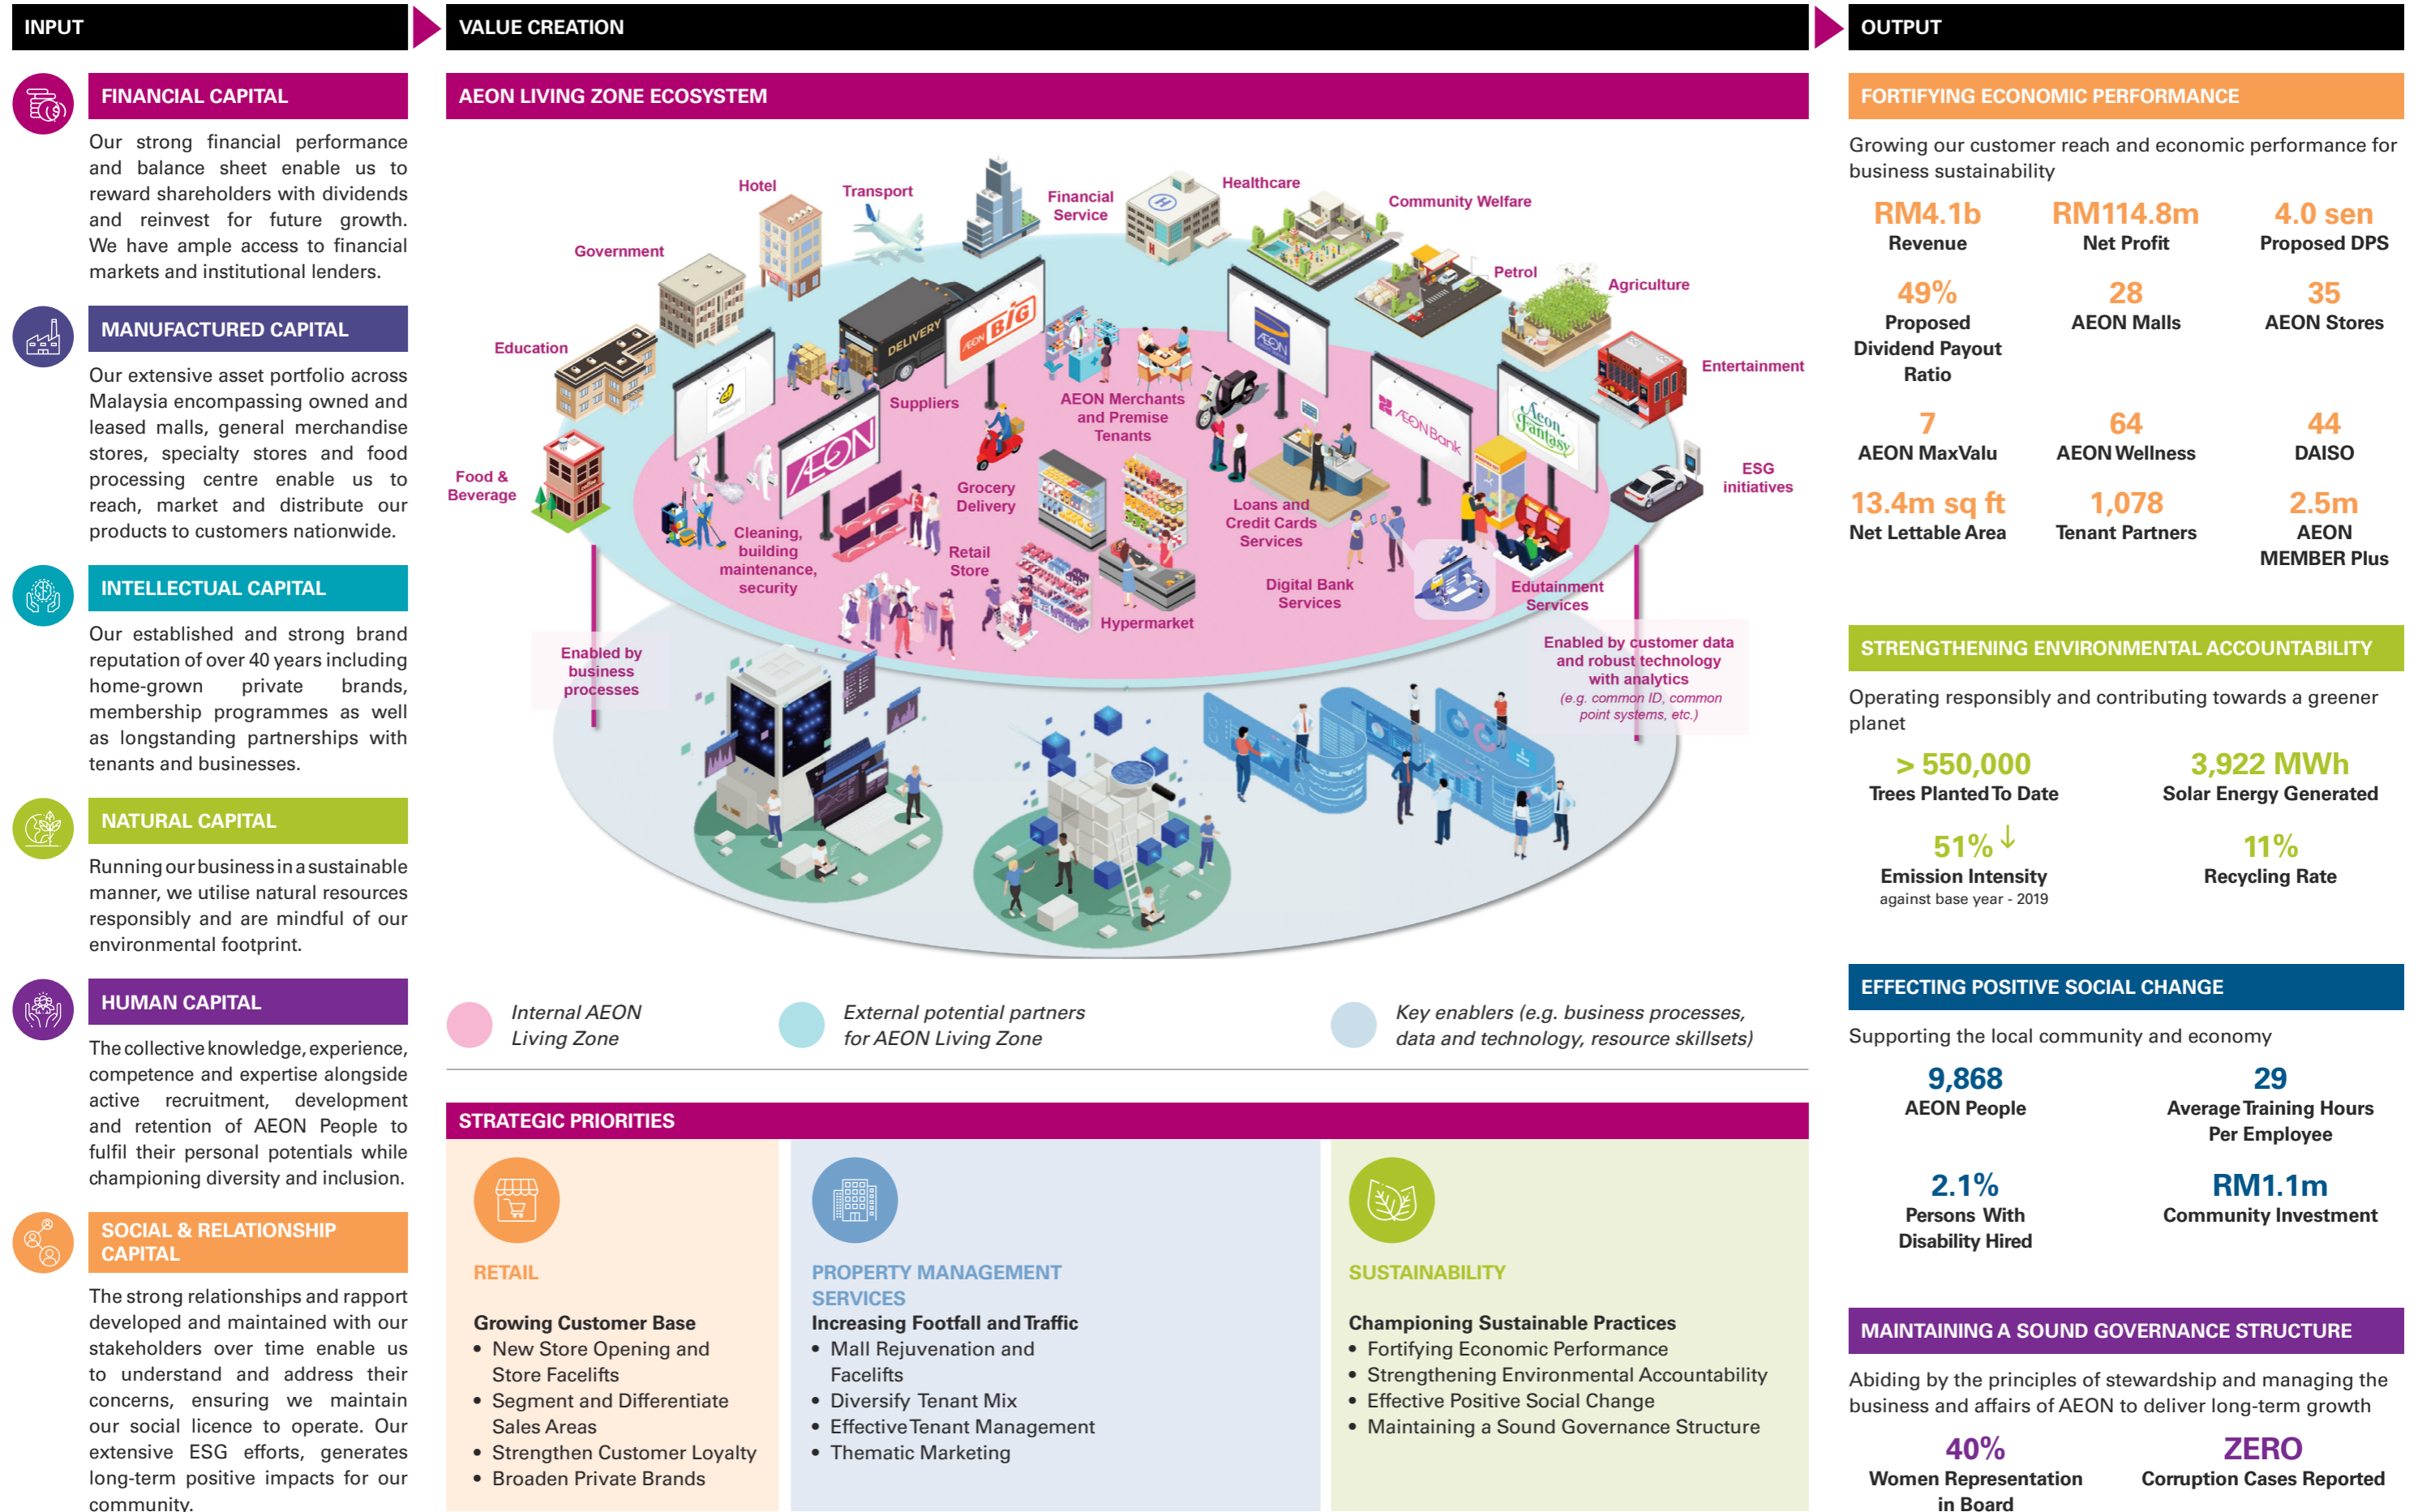 INPUT
FINANCIAL CAPITAL
Our strong financial performance
and balance sheet enable us to
reward shareholders with dividends
and reinvest for future growth.
We have ample access to financial
markets and institutional lenders.
MANUFACTURED CAPITAL
Our extensive asset portfolio across
Malaysia encompassing owned and
leased malls, general merchandise
stores, specialty stores and food
processing centre enable us to
reach, market and distribute our
products to customers nationwide.
INTELLECTUAL CAPITAL
Our established and strong brand
reputation of over 40 years including
home-grown private brands,
membership programmes as well
as longstanding partnerships with
tenants and businesses.
NATURAL CAPITAL
Running our business in a sustainable
manner, we utilise natural resources
responsibly and are mindful of our
environmental footprint.
HUMAN CAPITAL
The collective knowledge, experience,
competence and expertise alongside
active recruitment, development
and retention of AEON People to
fulfil their personal potentials while
championing diversity and inclusion.
SOCIAL & RELATIONSHIP
CAPITAL
The strong relationships and rapport
developed and maintained with our
stakeholders over time enable us
to understand and address their
concerns, ensuring we maintain
our social licence to operate. Our
extensive ESG efforts, generates
long-term positive impacts for our
community.
VALUE CREATION
AEON LIVING ZONE ECOSYSTEM
Hotel
Transport
Financial
Service
Healthcare
Community Welfare
Government
Petrol
Agriculture
Education
Entertainment
Food &
Beverage
ESG
initiatives
DELIVERY
AEON BIG
AEON
AEON
AEON Bank
Aeon
Fantasy
Suppliers
AEON Merchants
and Premise
Tenants
Grocery
Delivery
Loans and
Credit Cards
Services
Cleaning,
building
maintenance,
security
Retail
Store
Hypermarket
Digital Bank
Services
Edutainment
Services
Enabled by
business
processes
Enabled by customer data
and robust technology
with analytics
(e.g. common ID, common
point systems, etc.)
Internal AEON
Living Zone
External potential partners
for AEON Living Zone
Key enablers (e.g. business processes,
data and technology, resource skillsets)
STRATEGIC PRIORITIES
RETAIL
Growing Customer Base
• New Store Opening and
Store Facelifts
• Segment and Differentiate
Sales Areas
• Strengthen Customer Loyalty
• Broaden Private Brands
PROPERTY MANAGEMENT
SERVICES
Increasing Footfall and Traffic
• Mall Rejuvenation and
Facelifts
• Diversify Tenant Mix
• Effective Tenant Management
• Thematic Marketing
SUSTAINABILITY
Championing Sustainable Practices
• Fortifying Economic Performance
• Strengthening Environmental Accountability
• Effective Positive Social Change
• Maintaining a Sound Governance Structure
OUTPUT
FORTIFYING ECONOMIC PERFORMANCE
Growing our customer reach and economic performance for
business sustainability
RM4.1b
Revenue
RM114.8m
Net Profit
4.0 sen
Proposed DPS
49%
Proposed
Dividend Payout
Ratio
28
AEON Malls
35
AEON Stores
7
AEON MaxValu
64
AEON Wellness
44
DAISO
13.4m sq ft
Net Lettable Area
1,078
Tenant Partners
2.5m
AEON
MEMBER Plus
STRENGTHENING ENVIRONMENTAL ACCOUNTABILITY
Operating responsibly and contributing towards a greener
planet
> 550,000
Trees Planted To Date
3,922 MWh
Solar Energy Generated
51% ↓
Emission Intensity
against base year - 2019
11%
Recycling Rate
EFFECTING POSITIVE SOCIAL CHANGE
Supporting the local community and economy
9,868
AEON People
29
Average Training Hours
Per Employee
2.1%
Persons With
Disability Hired
RM1.1m
Community Investment
MAINTAINING A SOUND GOVERNANCE STRUCTURE
Abiding by the principles of stewardship and managing the
business and affairs of AEON to deliver long-term growth
40%
Women Representation
in Board
ZERO
Corruption Cases Reported